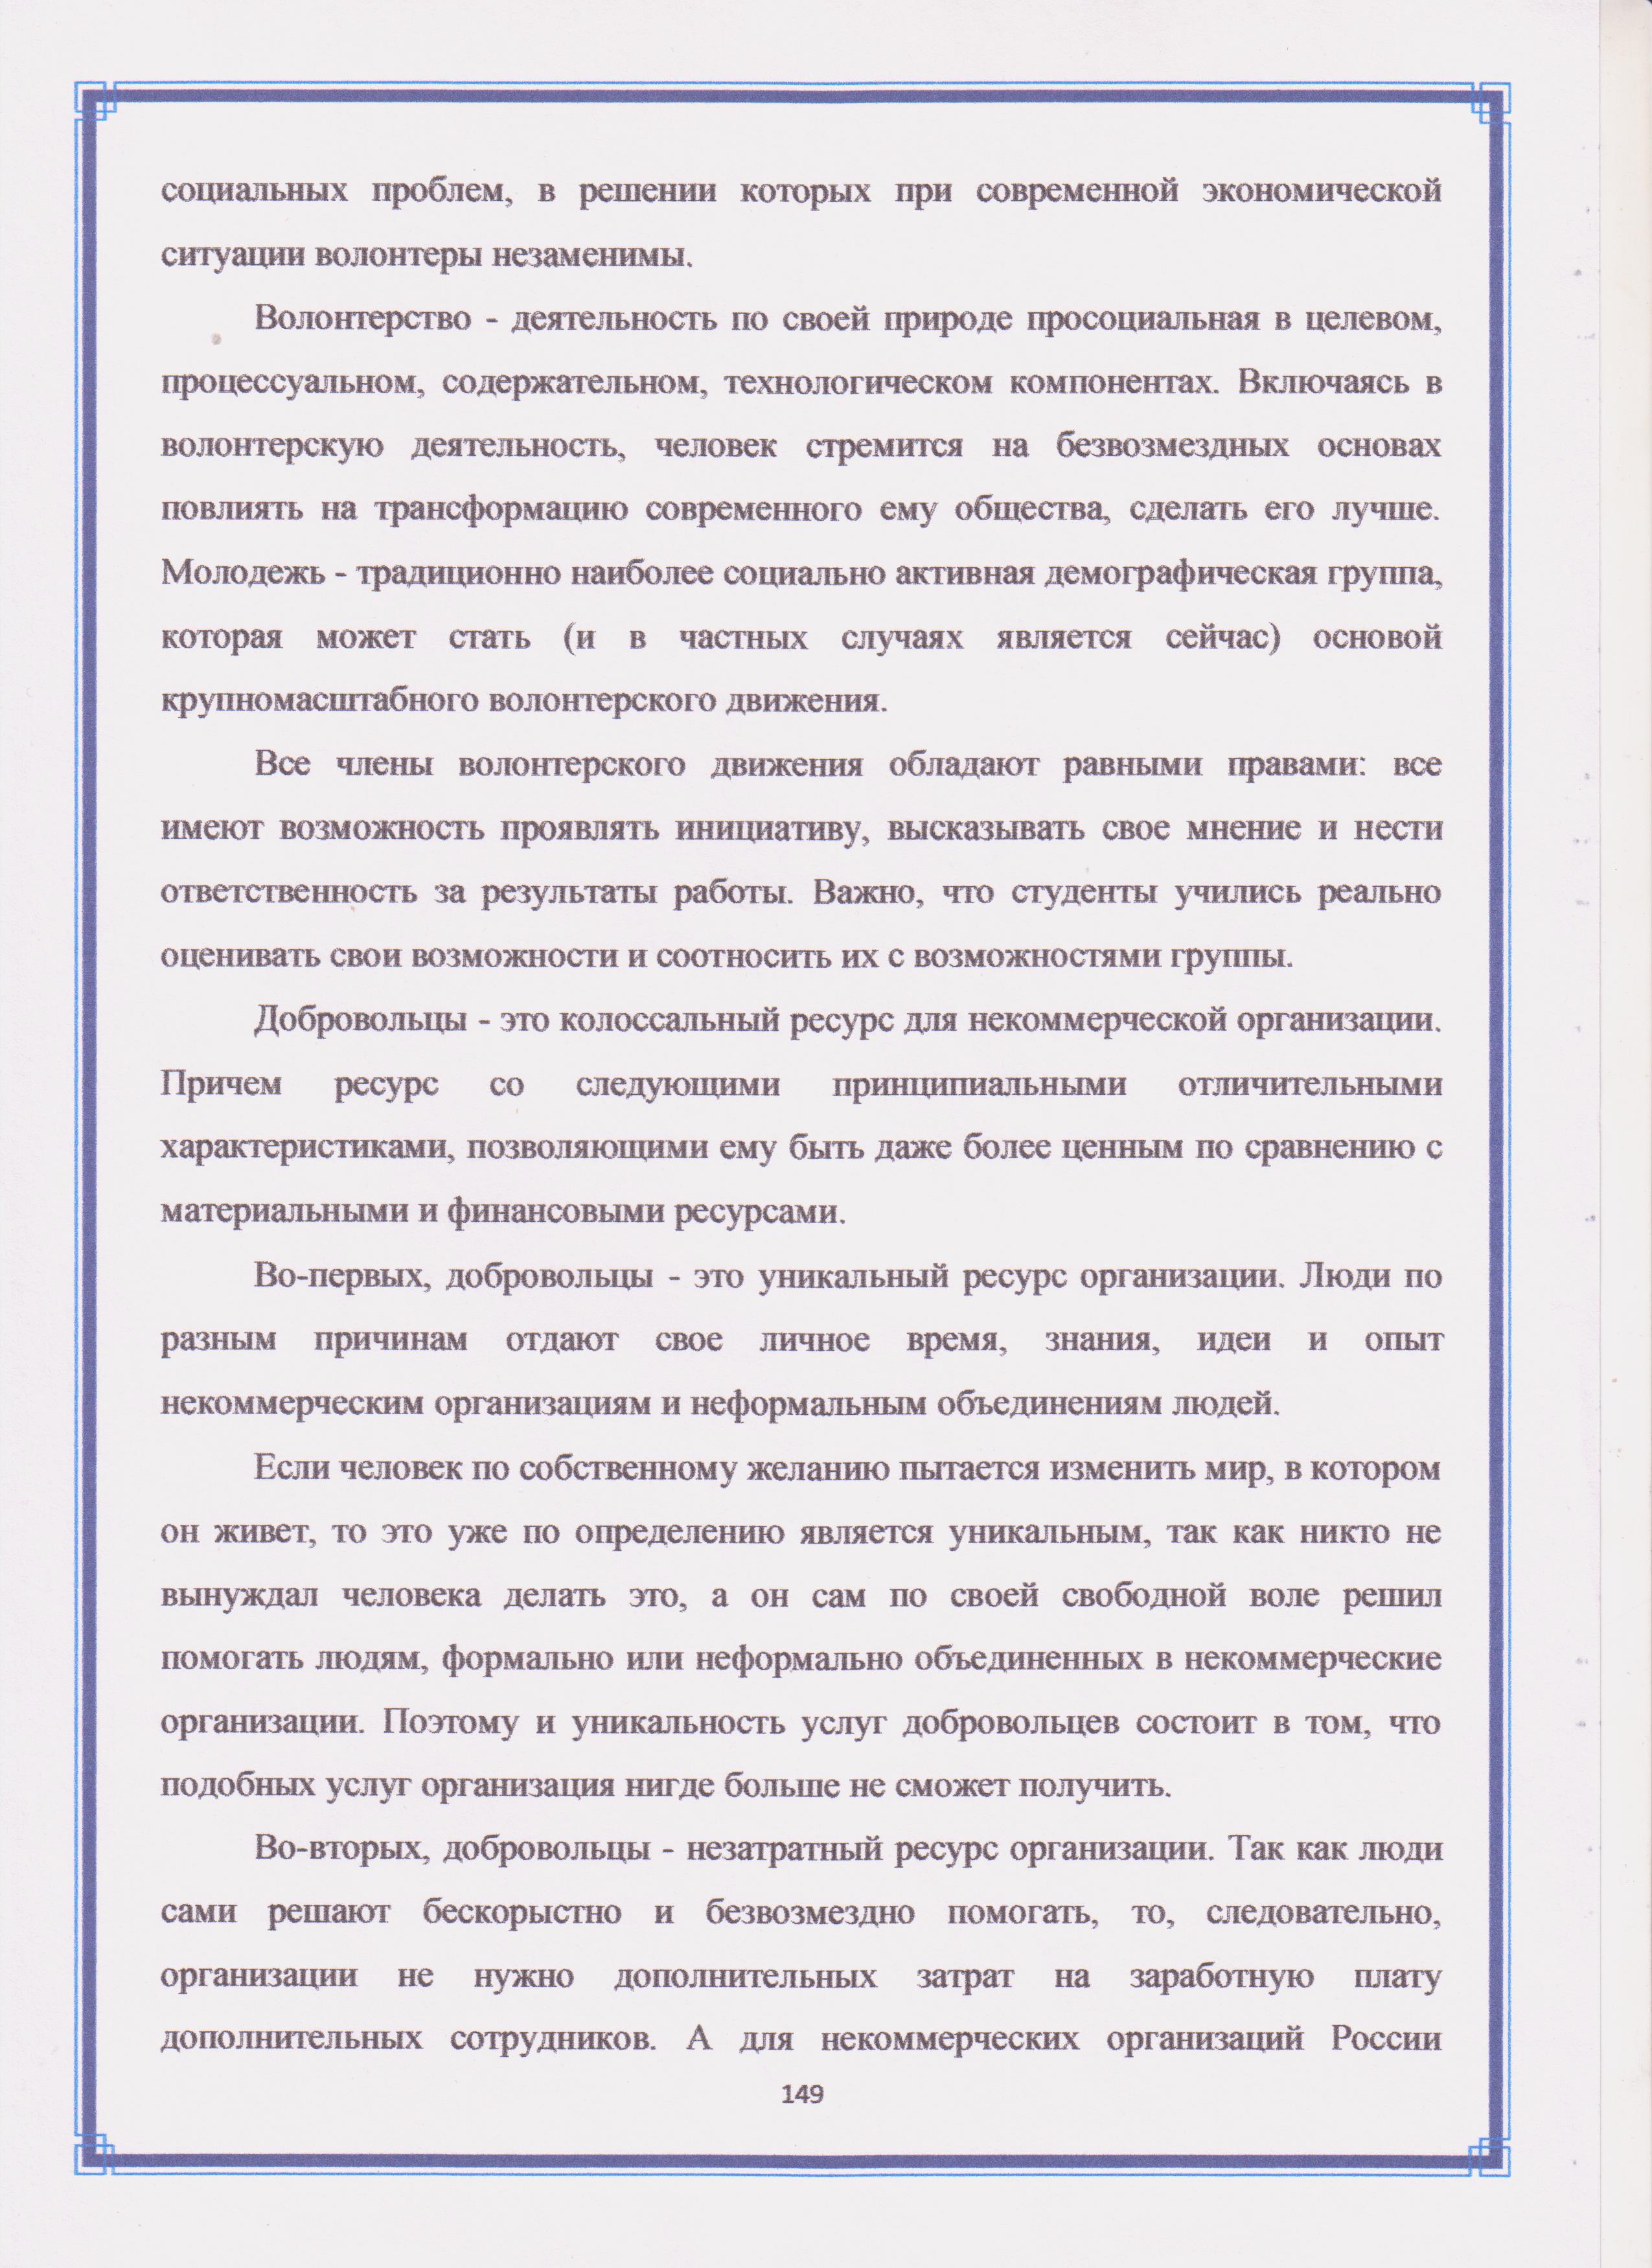 социальных проблем, в решении которых при современной экономической
ситуации волонтеры незаменимы.
Волонтерство - деятельность по своей природе просоциальная в целевом,
процессуальном, содержательном, технологическом компонентах. Включаясь в
волонтерскую деятельность, человек стремится на безвозмездных основах
повлиять на трансформацию современного ему общества, сделать его лучше.
Молодежь - традиционно наиболее социально активная демографическая группа,
которая может стать (и в частных случаях является сейчас) основой
крупномасштабного волонтерского движения.
Все члены волонтерского движения обладают равными правами: все
имеют возможность проявлять инициативу, высказывать свое мнение и нести
ответственность за результаты работы. Важно, что студенты учились реально
оценивать свои возможности и соотносить их с возможностями группы.
Добровольцы - это колоссальный ресурс для некоммерческой организации.
Причем ресурс со следующими принципиальными отличительными
характеристиками, позволяющими ему быть даже более ценным по сравнению с
материальными и финансовыми ресурсами.
Во-первых, добровольцы - это уникальный ресурс организации. Люди по
разным причинам отдают свое личное время, знания, идеи и опыт
некоммерческим организациям и неформальным объединениям людей.
Если человек по собственному желанию пытается изменить мир, в котором
он живет, то это уже по определению является уникальным, так как никто не
вынуждал человека делать это, а он сам по своей свободной воле решил
помогать людям, формально или неформально объединенных в некоммерческие
организации. Поэтому и уникальность услуг добровольцев состоит в том, что
подобных услуг организация нигде больше не сможет получить.
Во-вторых, добровольцы - незатратный ресурс организации. Так как люди
сами решают бескорыстно и безвозмездно помогать, то, следовательно,
организации не нужно дополнительных затрат на заработную плату
дополнительных сотрудников. А для некоммерческих организаций России
149